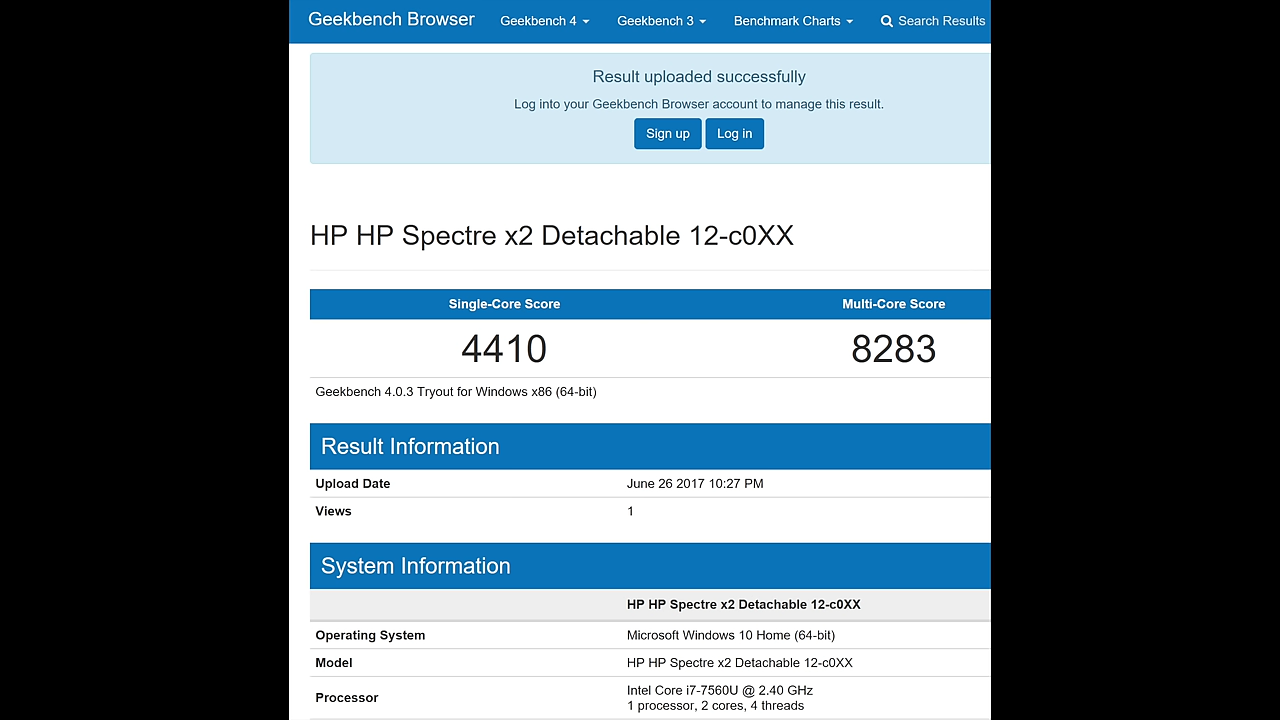 Geekbench Browser Geekbench 4 Geekbench 3 Benchmark Charts Search Results
Result uploaded successfully
Log into your Geekbench Browser account to manage this result.
Sign up Log in
HP HP Spectre x2 Detachable 12-c0XX
Single-Core Score Multi-Core Score
4410 8283
Geekbench 4.0.3 Tryout for Windows x86 (64-bit)
Result Information
Upload Date June 26 2017 10:27 PM
Views 1
System Information
HP HP Spectre x2 Detachable 12-c0XX
Operating System Microsoft Windows 10 Home (64-bit)
Model HP HP Spectre x2 Detachable 12-c0XX
Processor Intel Core i7-7560U @ 2.40 GHz
1 processor, 2 cores, 4 threads